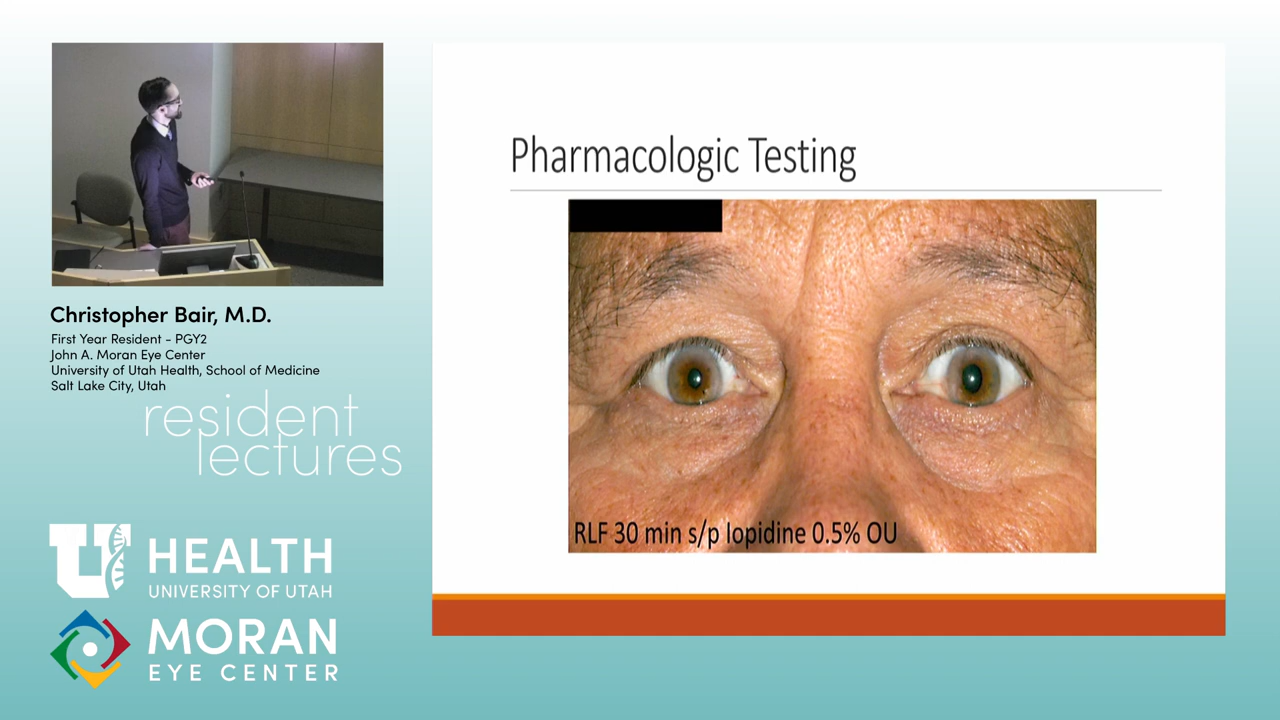 Pharmacologic Testing
RLF 30 min s/p Iopidine 0.5% OU
Christopher Bair, M.D.
First Year Resident - PGY2
John A. Moran Eye Center
University of Utah Health, School of Medicine
Salt Lake City, Utah
resident
lectures
U HEALTH
UNIVERSITY OF UTAH
MORAN
EYE CENTER